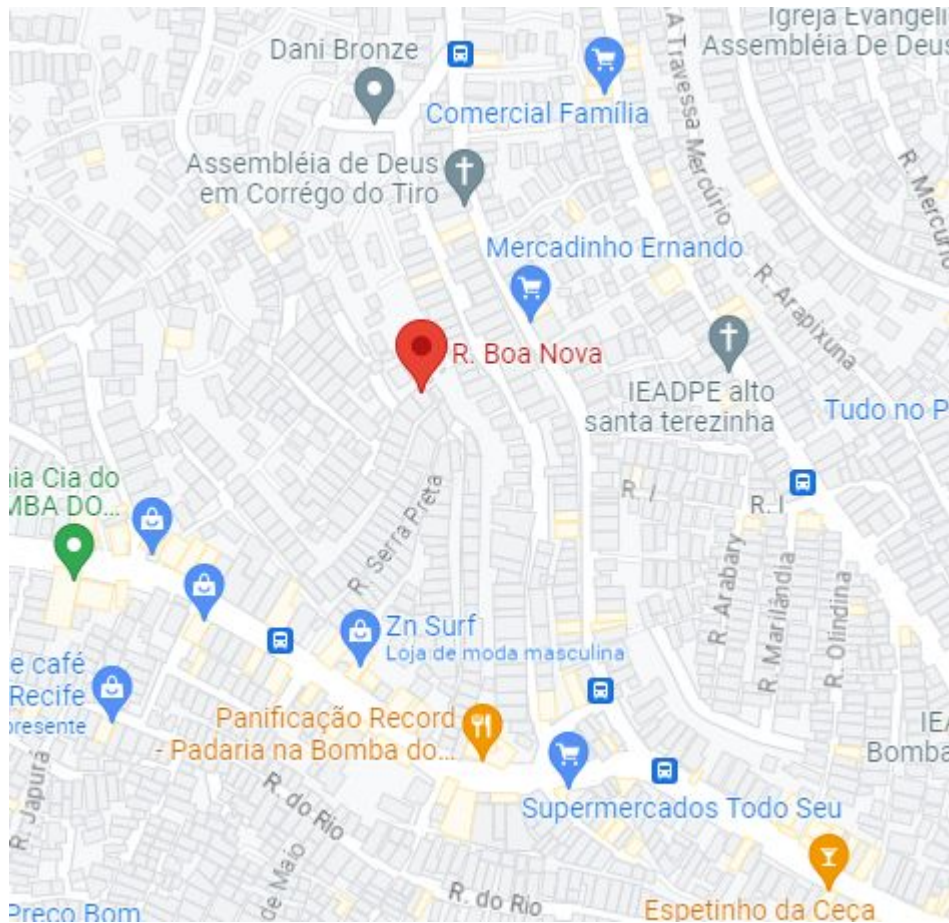 Igreja Evangeli
Assembléia De Deus
Dani Bronze
Comercial Família
A Travessa Mercúrio
R. Mercúrio
Assembléia de Deus
em Corrégo do Tiro
Mercadinho Ernando
R. Arapixuna
R. Boa Nova
IEADPE alto
santa terezinha
Tudo no P
ia Cia do
MBA DO...
R. I
R. I
R. Serra Preta
R. Arabary
R. Marilândia
R. Olindina
Zn Surf
Loja de moda masculina
e café
Recife
presente
Panificação Record
- Padaria na Bomba do...
IEA
Bomba
R. Japurá
R. do Rio
Supermercados Todo Seu
de Maio
R. do Rio
Espetinho da Ceça
Preço Bom